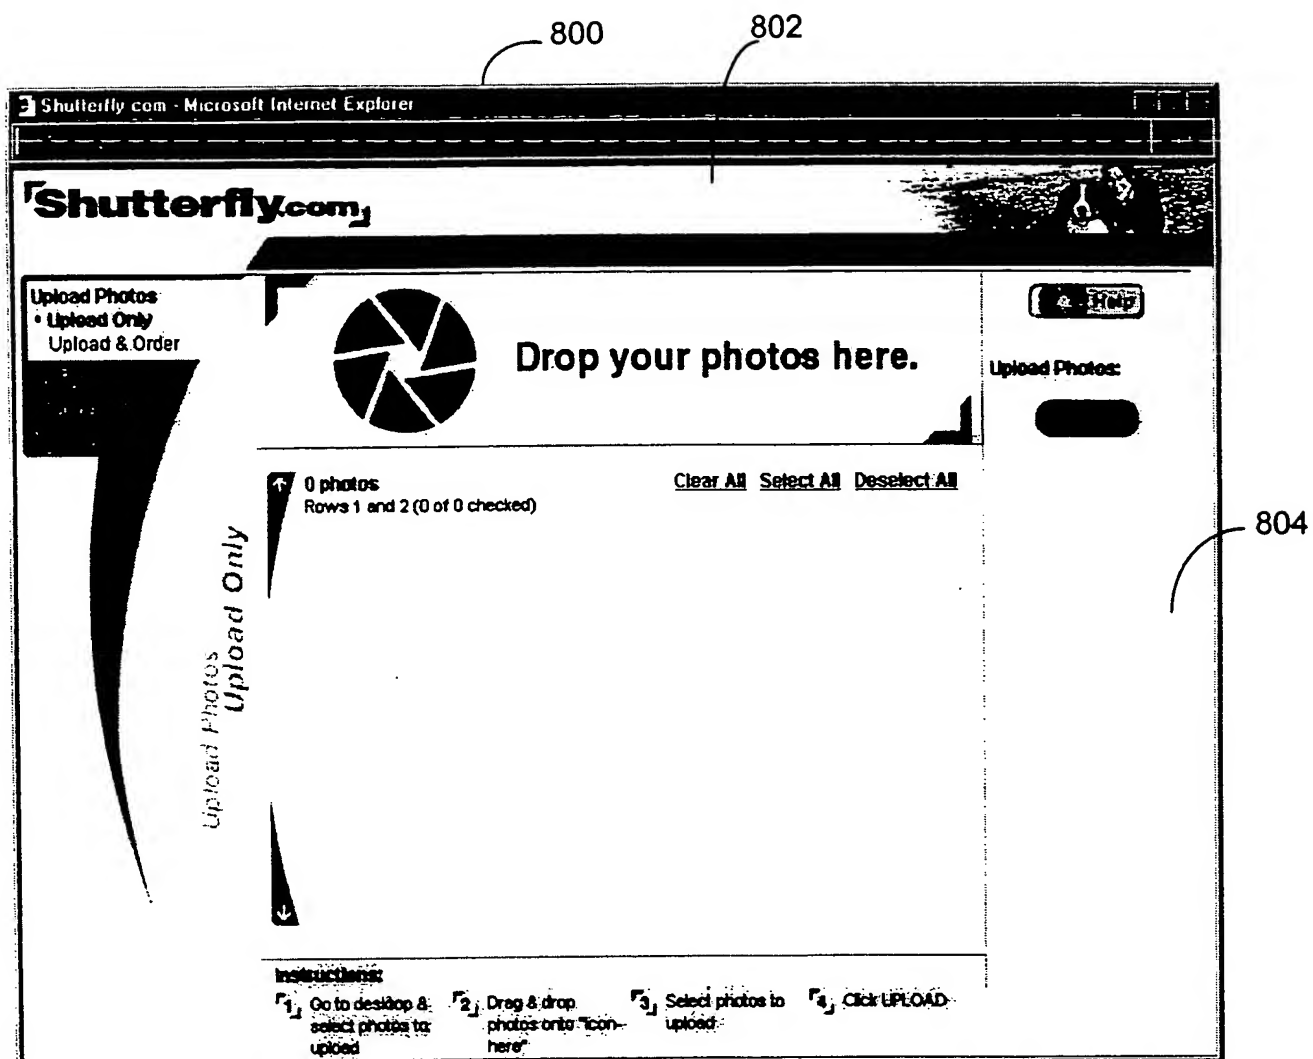 800
802
Shutterfly com - Microsoft Internet Explorer
Shutterfly.com
Upload Photos
• Upload Only
Upload & Order
Drop your photos here.
Help
Upload Photos:
0 photos
Rows 1 and 2 (0 of 0 checked)
Clear All Select All Deselect All
804
Upload Photos
Upload Only
Instructions:
1 Go to desktop & select photos to upload
2 Drag & drop photos onto "icon-here"
3 Select photos to upload
4 Click UPLOAD